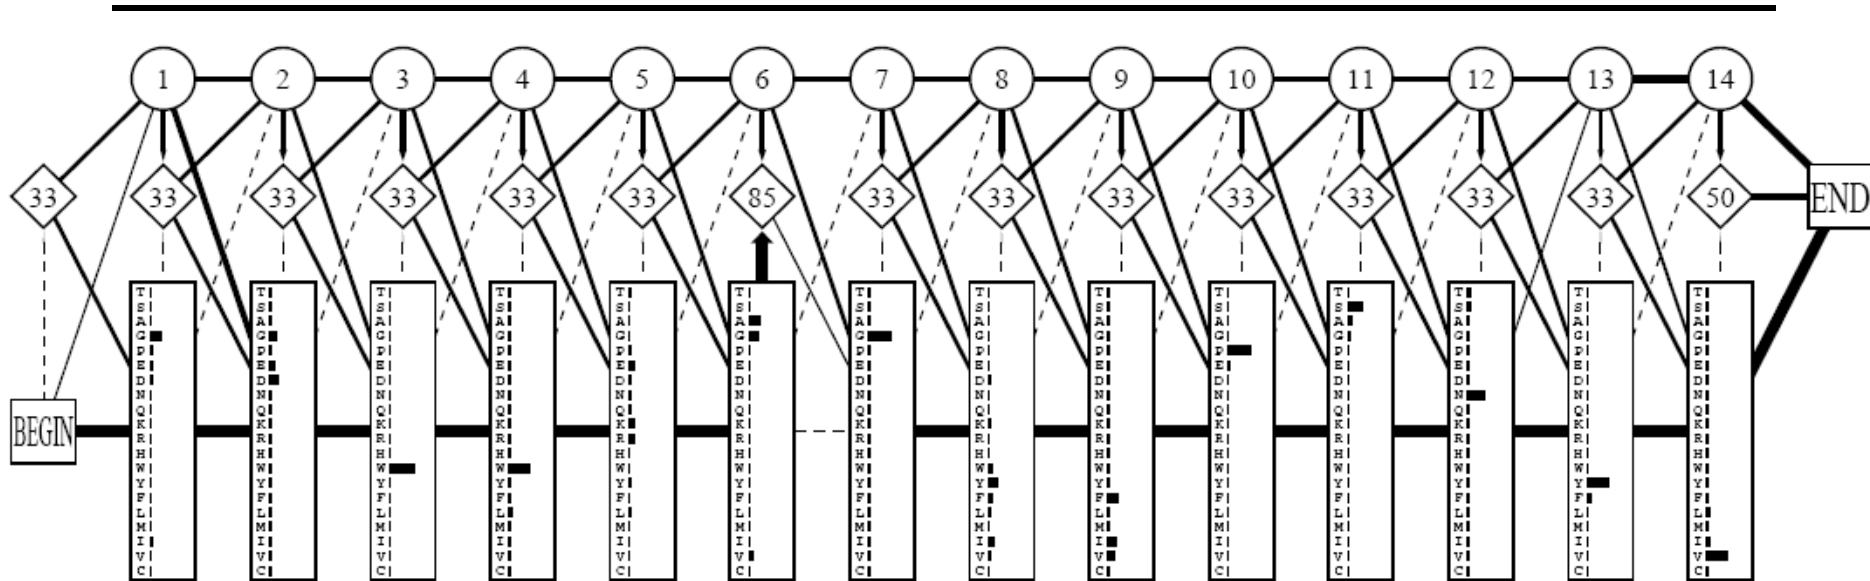 1 2 3 4 5 6 7 8 9 10 11 12 13 14
33 33 33 33 33 33 85 33 33 33 33 33 33 33 50 END
T T T T T T T T T T T T T T
S S S S S S S S S S S S S S
A A A A A A A A A A A A A A
G G G G G G G G G G G G G G
P P P P P P P P P P P P P P
E E E E E E E E E E E E E E
D D D D D D D D D D D D D D
N N N N N N N N N N N N N N
Q Q Q Q Q Q Q Q Q Q Q Q Q Q
BEGIN K K K K K K K K K K K K K K
R R R R R R R R R R R R R R
H H H H H H H H H H H H H H
W W W W W W W W W W W W W W
Y Y Y Y Y Y Y Y Y Y Y Y Y Y
F F F F F F F F F F F F F F
L L L L L L L L L L L L L L
M M M M M M M M M M M M M M
I I I I I I I I I I I I I I
V V V V V V V V V V V V V V
C C C C C C C C C C C C C C